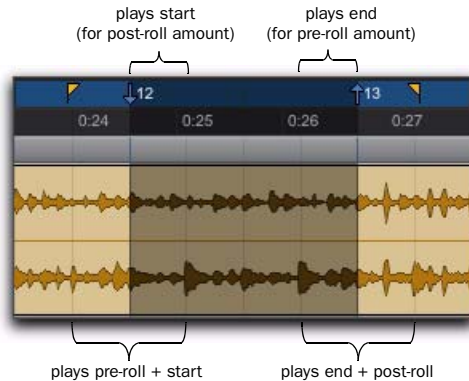 plays start
(for post-roll amount)
plays end
(for pre-roll amount)
12
13
0:24
0:25
0:26
0:27
plays pre-roll + start
plays end + post-roll